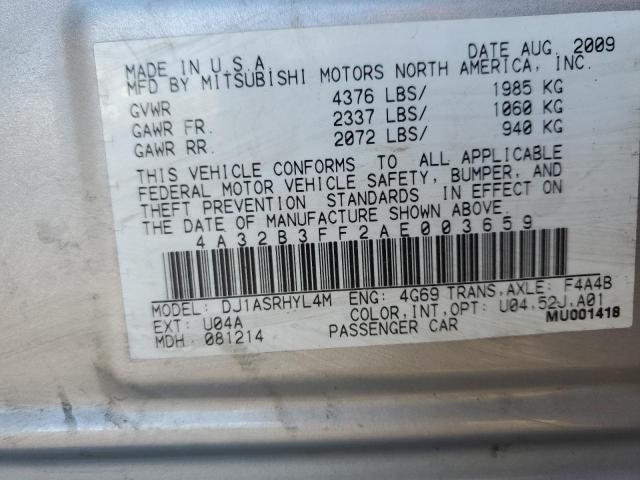 MADE IN U.S.A. DATE AUG. 2009
MFD BY MITSUBISHI MOTORS NORTH AMERICA, INC.
GVWR 4376 LBS/ 1985 KG
GAWR FR. 2337 LBS/ 1060 KG
GAWR RR. 2072 LBS/ 940 KG
THIS VEHICLE CONFORMS TO ALL APPLICABLE
FEDERAL MOTOR VEHICLE SAFETY, BUMPER, AND
THEFT PREVENTION STANDARDS IN EFFECT ON
THE DATE OF MANUFACTURE SHOWN ABOVE.
4A32B3FF2AE003659
MODEL: DJ1ASRHYL4M ENG: 4G69 TRANS,AXLE: F4A4B
EXT: U04A COLOR,INT,OPT: U04.52J.A01
MDH: 081214 PASSENGER CAR MU001418